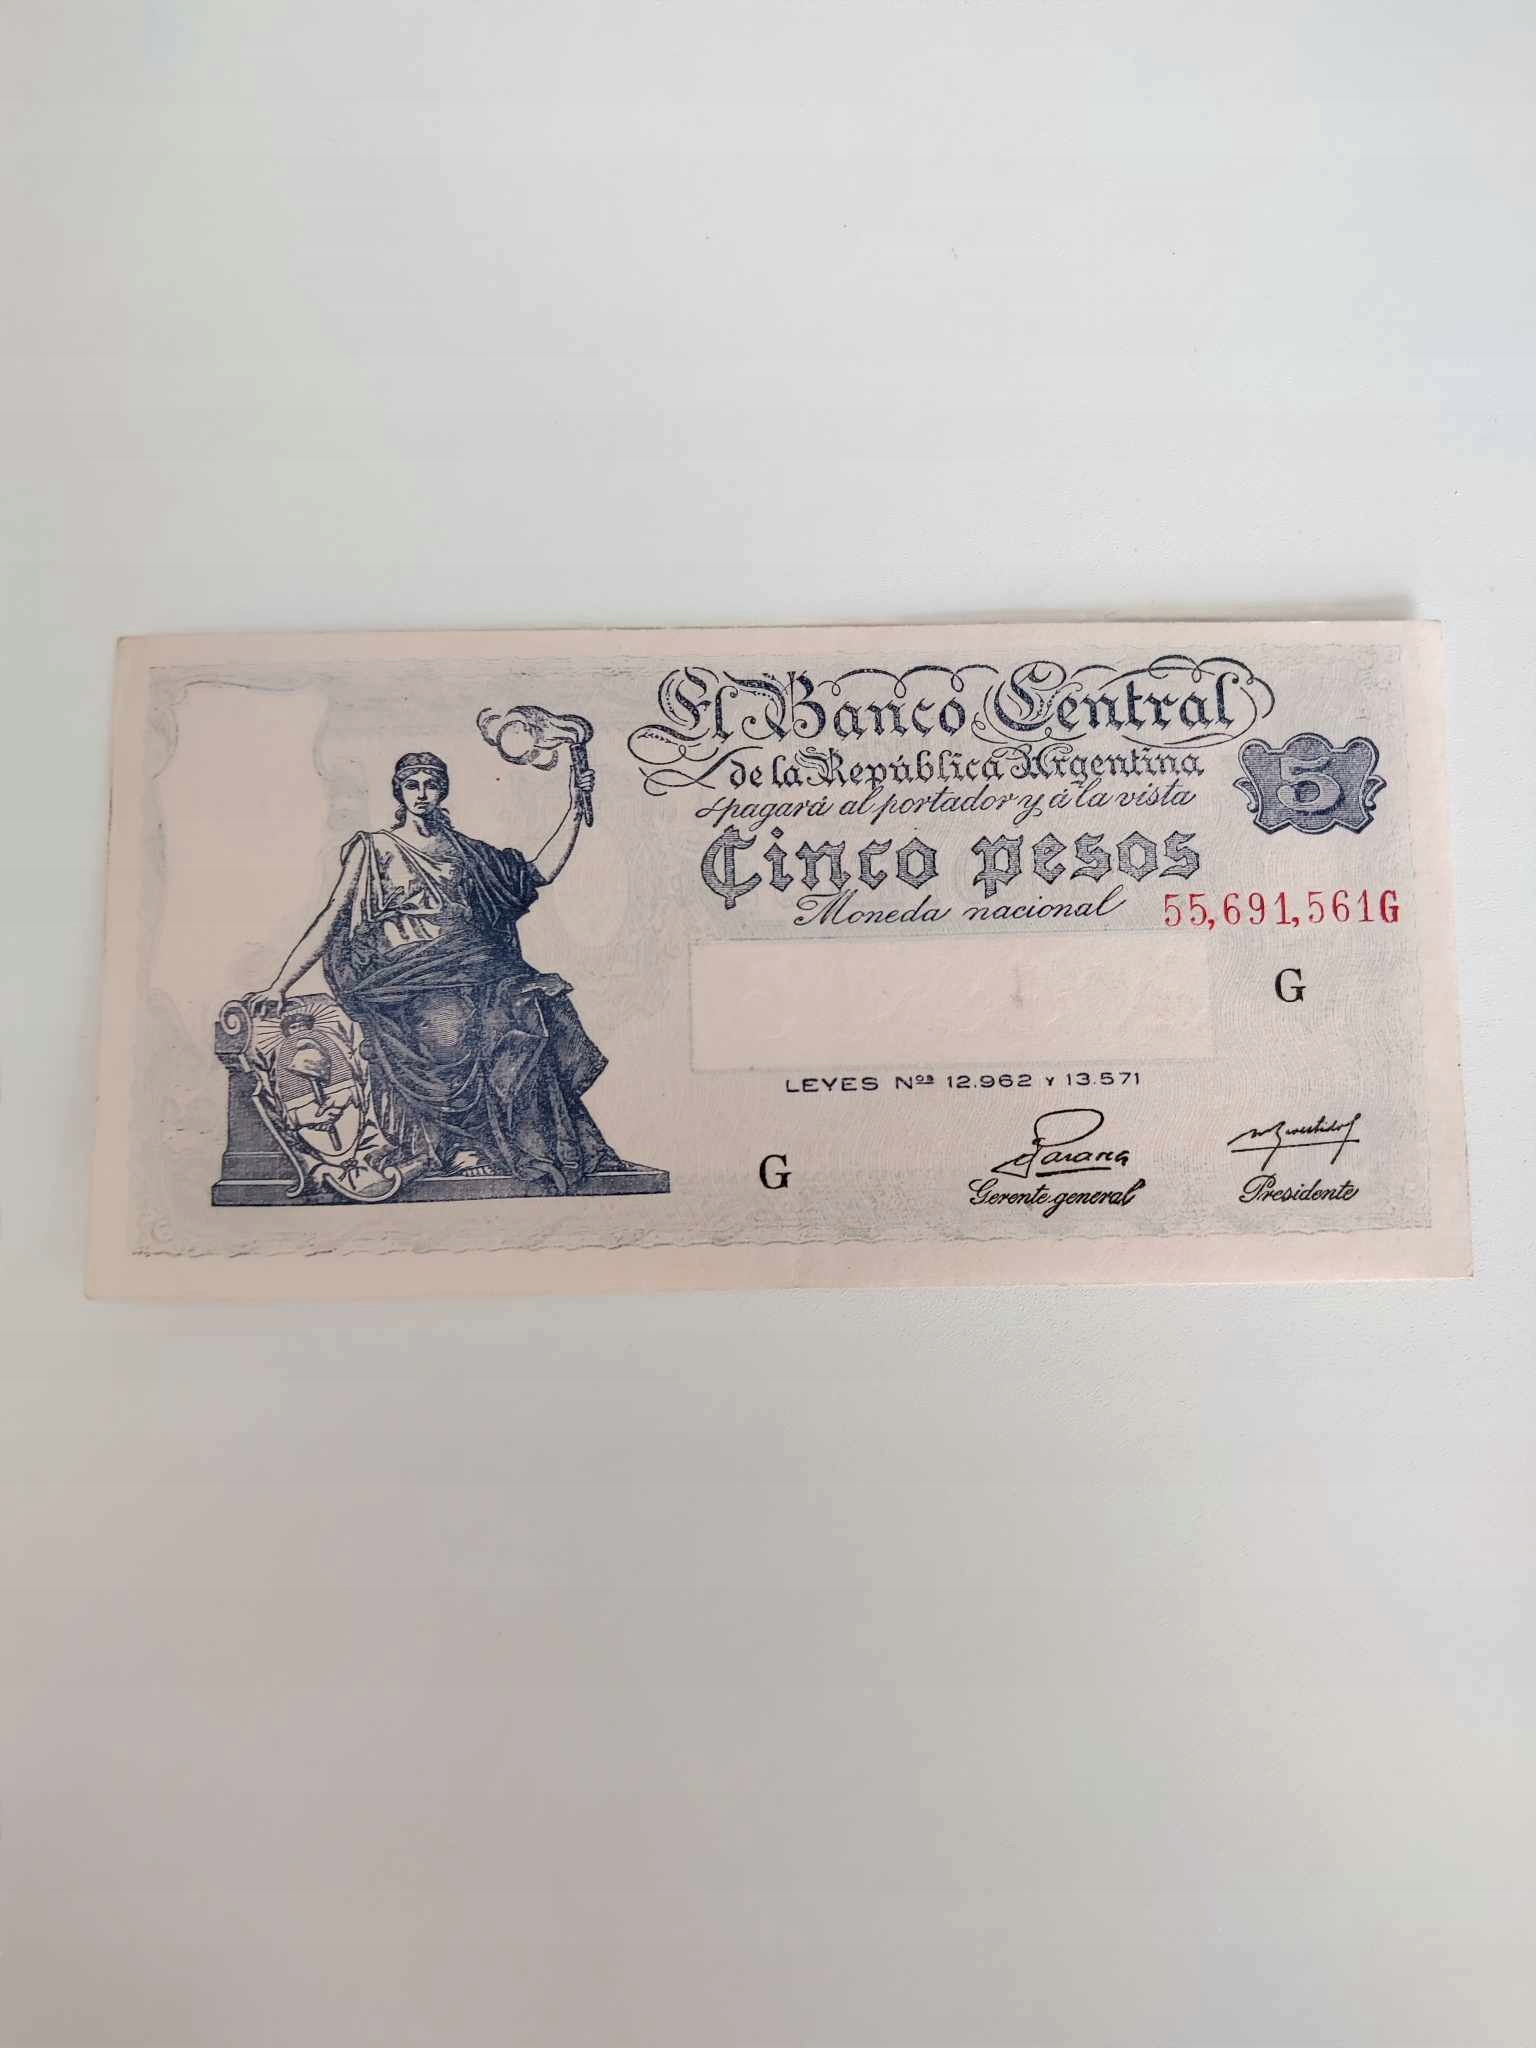 El Banco Central
de la República Argentina
pagará al portador y á la vista
5
Cinco pesos
Moneda nacional
55,691,561G
G
LEYES Nos 12.962 Y 13.571
G
Gerente general
Presidente